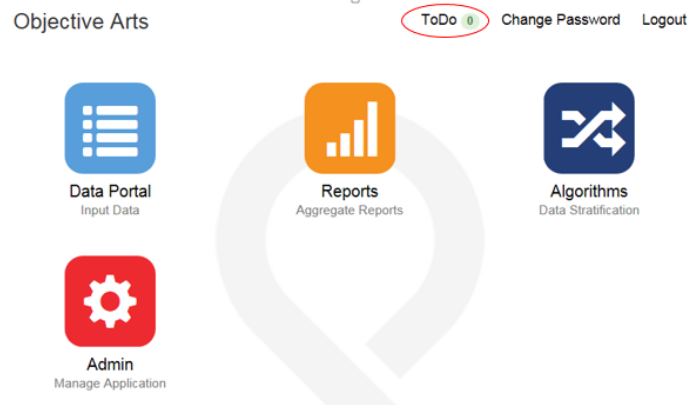 Objective Arts
ToDo 0 Change Password Logout
Data Portal
Input Data
Reports
Aggregate Reports
Algorithms
Data Stratification
Admin
Manage Application